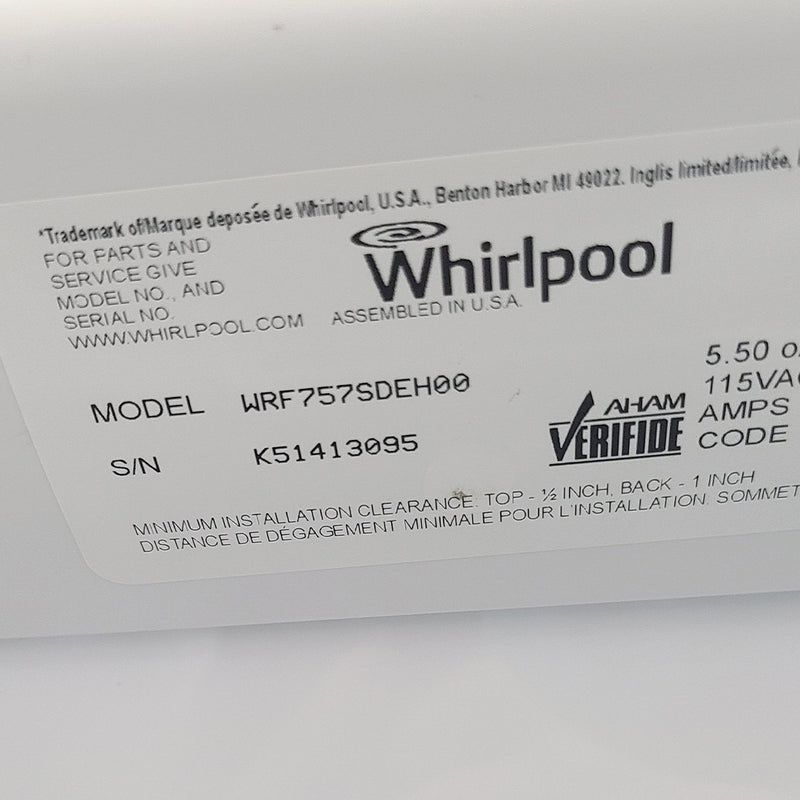 *Trademark of/Marque deposée de Whirlpool, U.S.A., Benton Harbor MI 49022. Inglis limited/limitée,
FOR PARTS AND
SERVICE GIVE
MODEL NO., AND
SERIAL NO.
WWW.WHIRLPOOL.COM
Whirlpool
ASSEMBLED IN U.S.A.
MODEL WRF757SDEH00
S/N K51413095
AHAM
VERIFIDE
5.50 o
115VA
AMPS
CODE
MINIMUM INSTALLATION CLEARANCE: TOP - ½ INCH, BACK - 1 INCH
DISTANCE DE DÉGAGEMENT MINIMALE POUR L'INSTALLATION. SOMMET